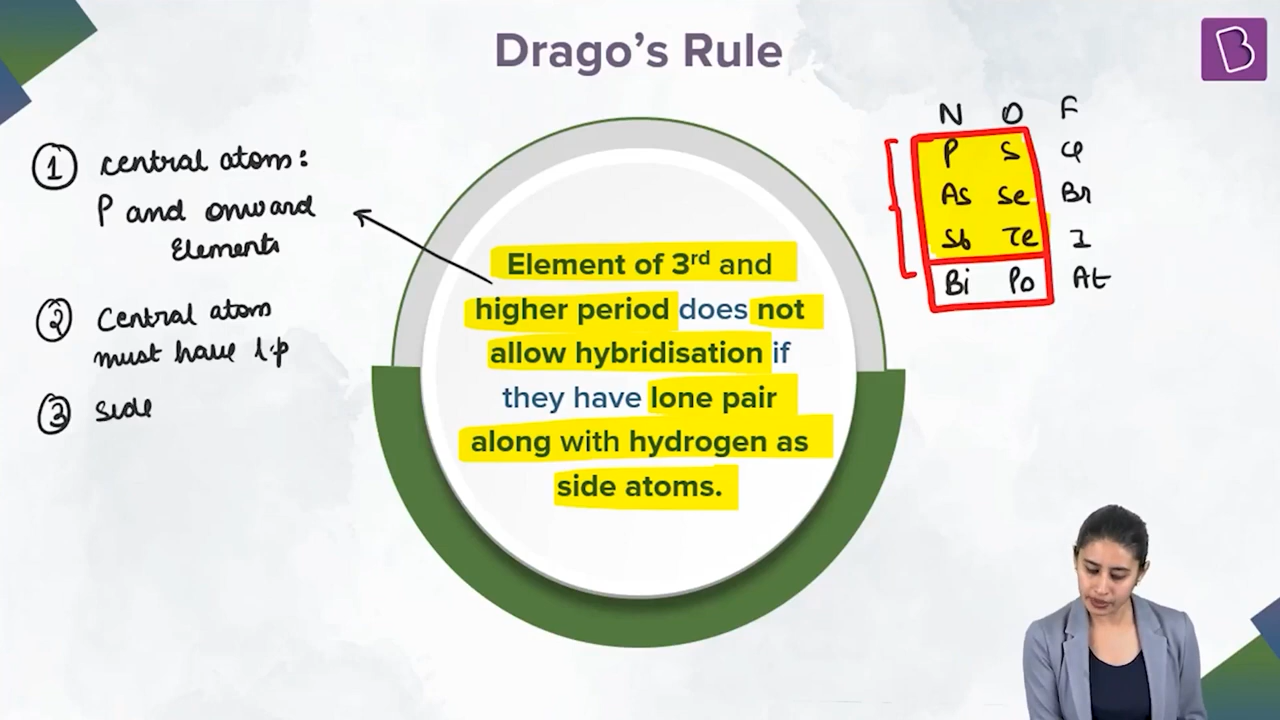 Drago's Rule
① central atom:
P and onward
Elements
② Central atom
must have l.p
③ side
Element of 3rd and
higher period does not
allow hybridisation if
they have lone pair
along with hydrogen as
side atoms.
N O F
P S Cl
As Se Br
Sb Te I
Bi Po At
B